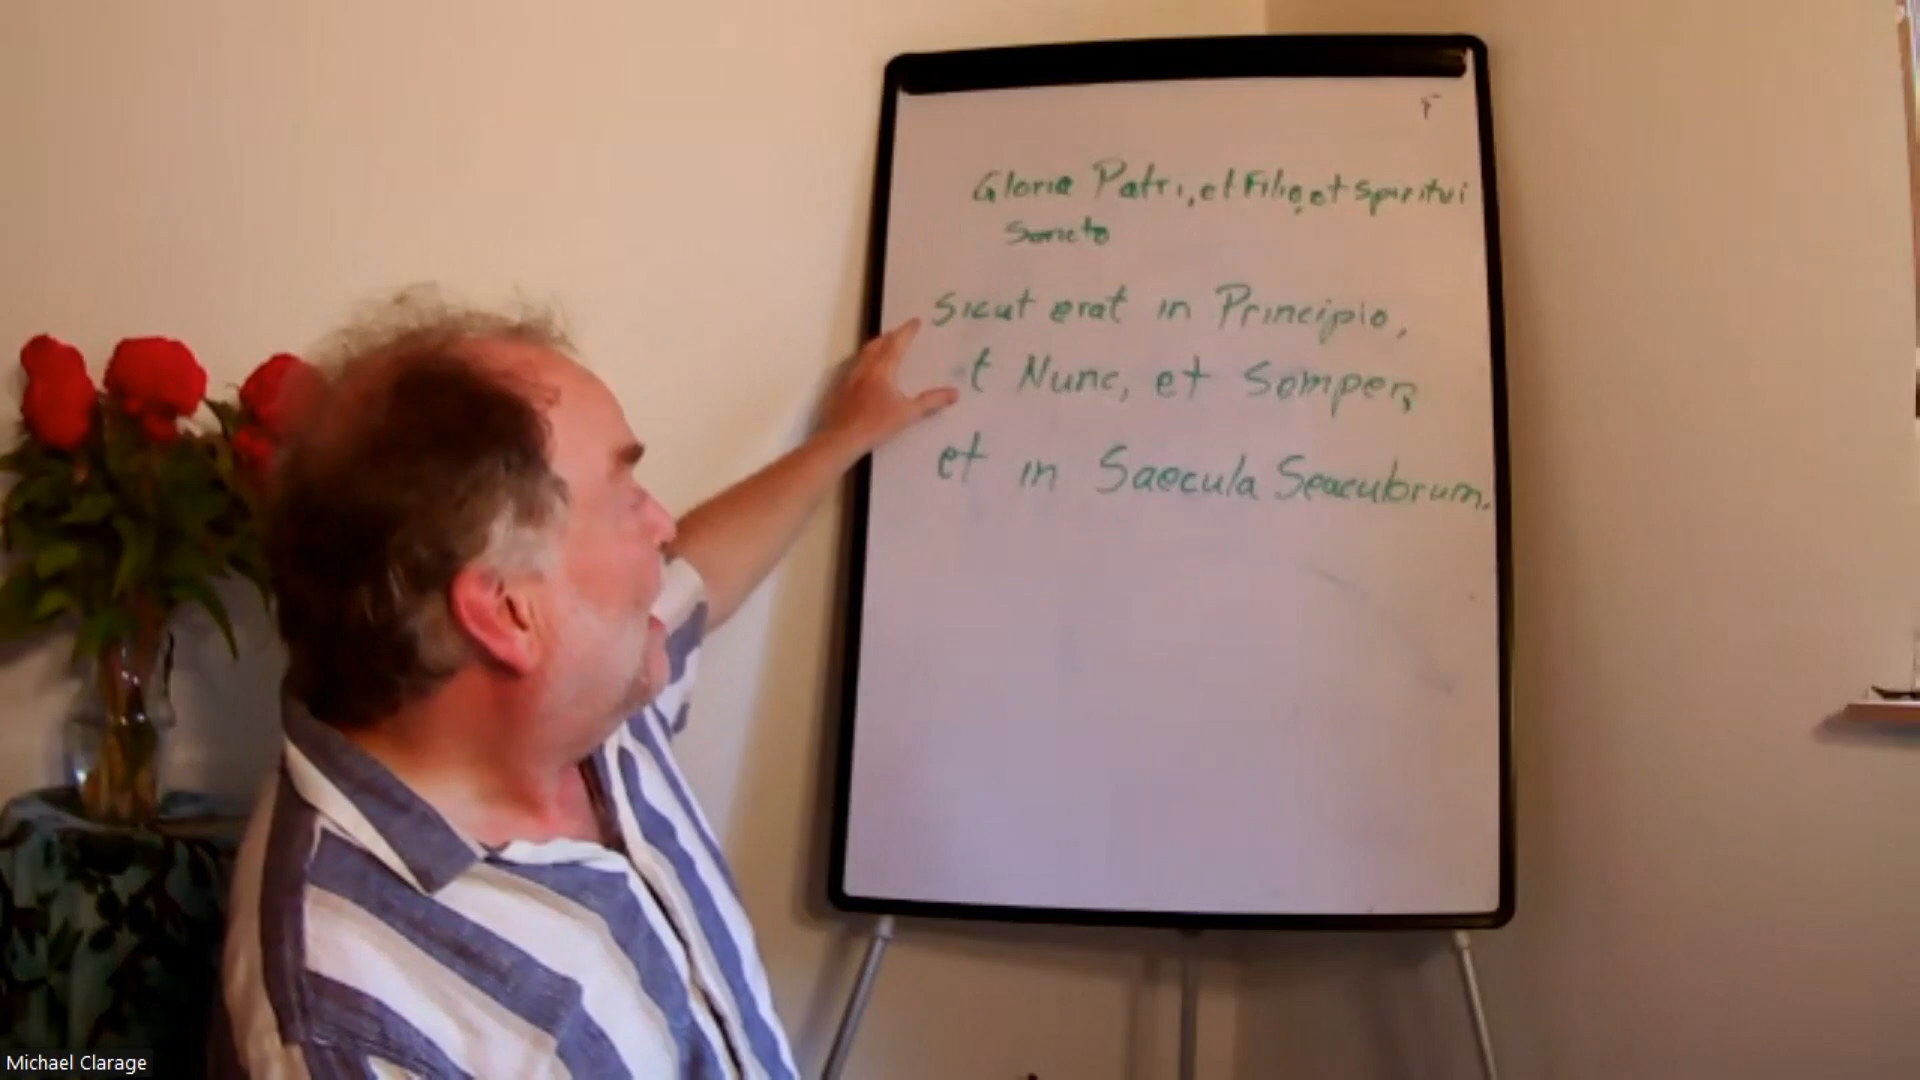 Gloria Patri, et Filio, et Spiritui
Sancto
Sicut erat in Principio,
t Nunc, et Semper,
et in Saecula Seaculorum.
Michael Clarage